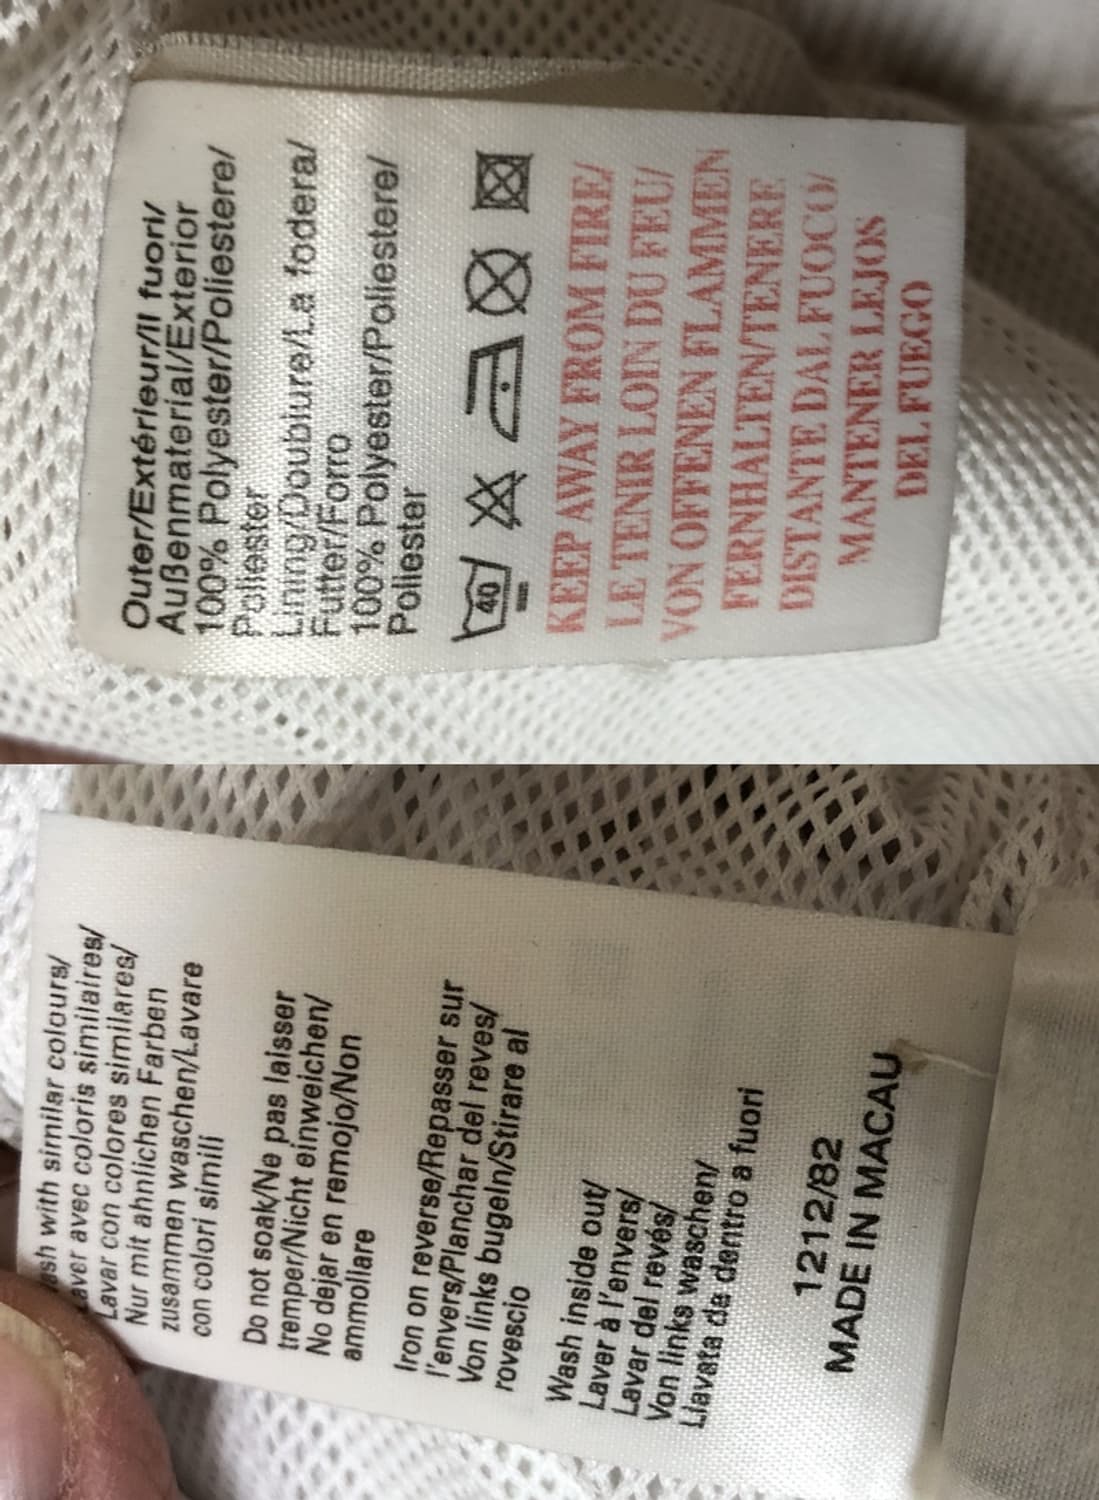 Outer/Extérieur/Il fuori/
Außenmaterial/Exterior
100% Polyester/Poliestere/
Poliester
Lining/Doublure/La fodera/
Futter/Forro
100% Polyester/Poliestere/
Poliester
40
KEEP AWAY FROM FIRE/
LE TENIR LOIN DU FEU/
VON OFFENEN FLAMMEN
FERNHALTEN/TENERE
DISTANTE DAL FUOCO/
MANTENER LEJOS
DEL FUEGO
with similar colours/
Laver avec coloris similaires/
Lavar con colores similares/
Nur mit ahnlichen Farben
zusammen waschen/Lavare
con colori simili
Do not soak/Ne pas laisser
tremper/Nicht einweichen/
No dejar en remojo/Non
ammollare
Iron on reverse/Repasser sur
l'envers/Planchar del reves/
Von links bugeln/Stirare al
rovescio
Wash inside out/
Laver à l'envers/
Lavar del revés/
Von links waschen/
Llavata da dentro a fuori
1212/82
MADE IN MACAU